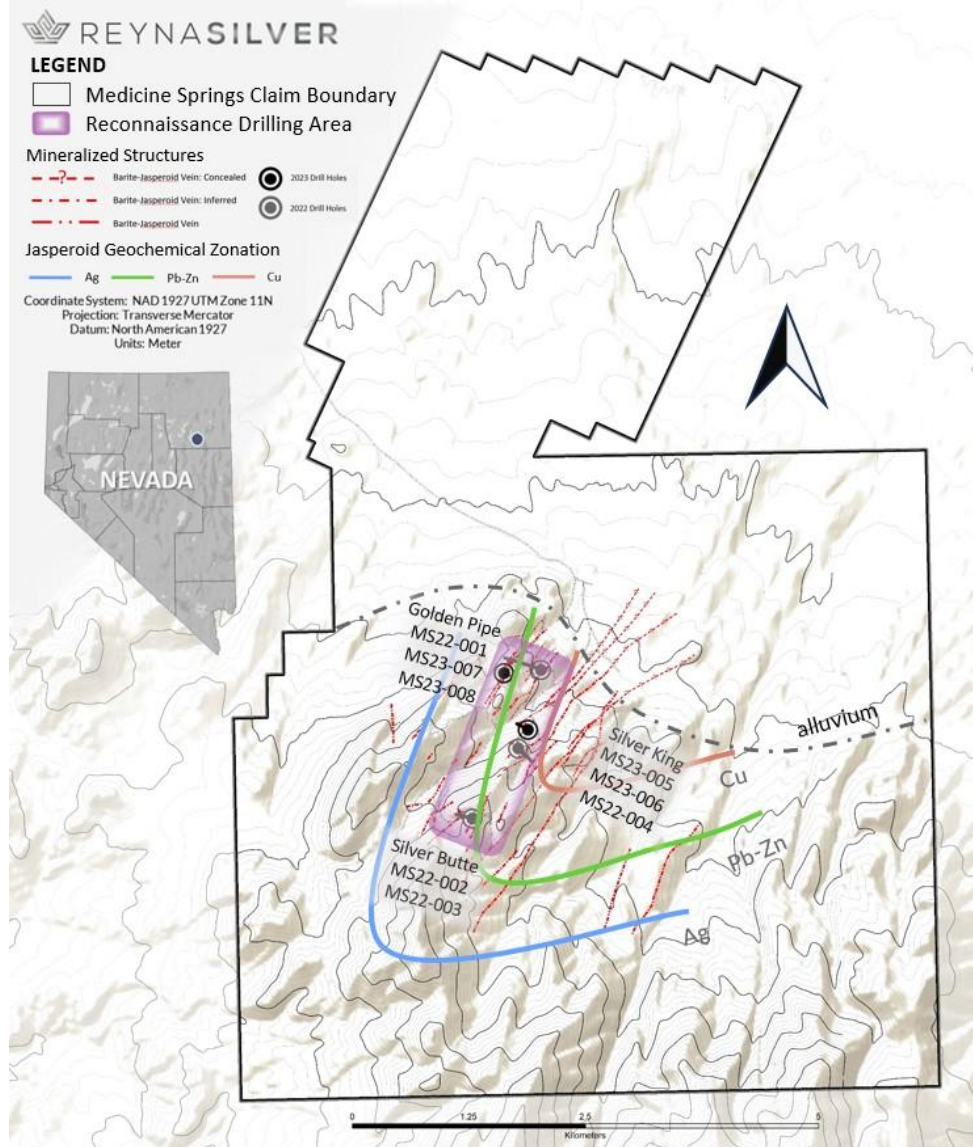 REYNASILVER
LEGEND
Medicine Springs Claim Boundary
Reconnaissance Drilling Area
Mineralized Structures
?
Barite-Jasperoid Vein: Concealed
2023 Drill Holes
Barite-Jasperoid Vein: Inferred
2022 Drill Holes
Barite-Jasperoid Vein
Jasperoid Geochemical Zonation
Ag
Pb-Zn
Cu
Coordinate System: NAD 1927 UTM Zone 11N
Projection: Transverse Mercator
Datum: North American 1927
Units: Meter
NEVADA
Golden Pipe
MS22-001
MS23-007
MS23-008
alluvium
Silver King
MS23-005
MS23-006
MS22-004
Cu
Pb-Zn
Silver Butte
MS22-002
MS22-003
Ag
0
1.25
2.5
5
Kilometers